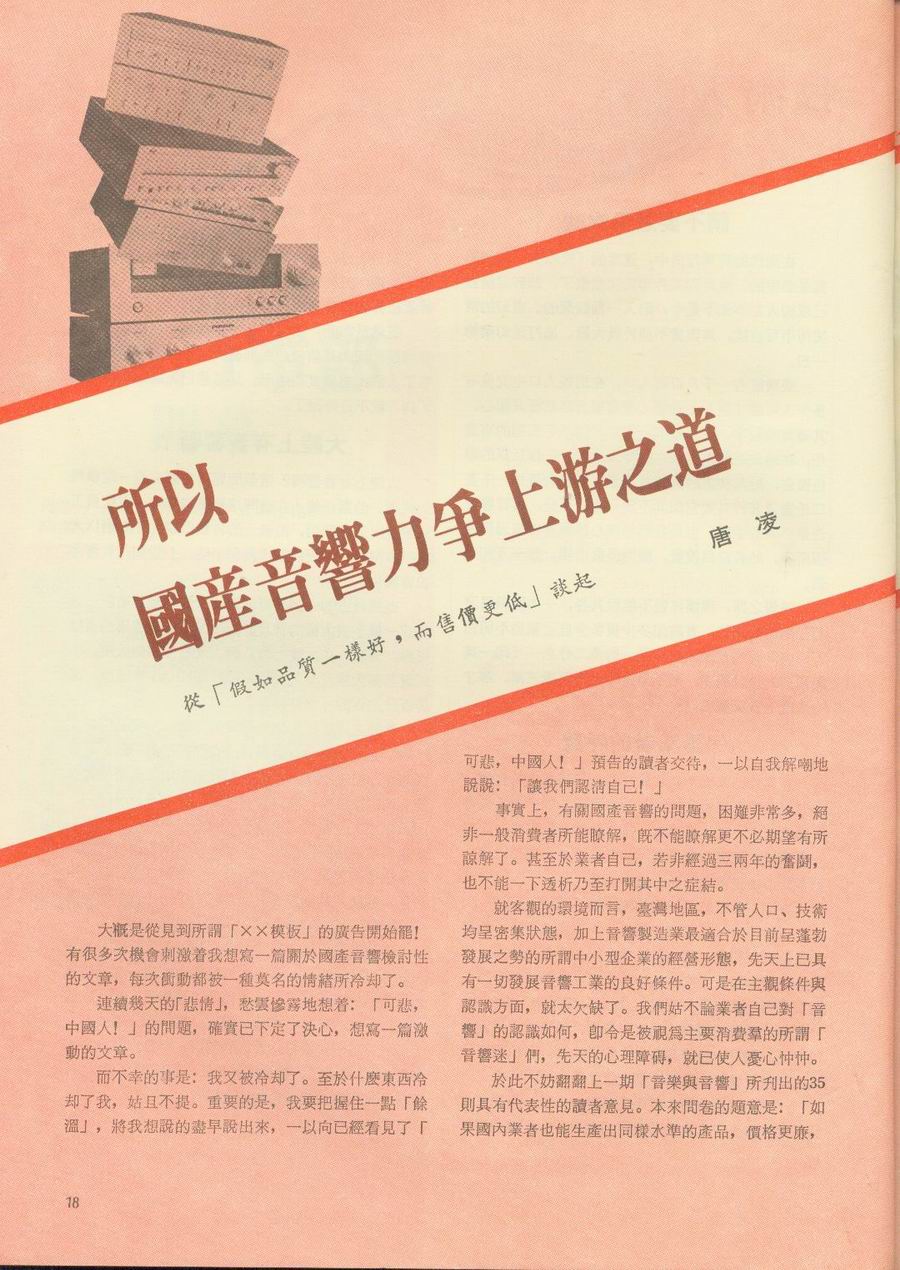 所以
國產音響力爭上游之道
唐凌
從「假如品質一樣好，而售價更低」談起
大概是從見到所謂「××模板」的廣告開始罷！
有很多次機會刺激着我想寫一篇關於國產音響檢討性
的文章，每次衝動都被一種莫名的情緒所冷却了。
連續幾天的「悲情」，愁雲慘霧地想着：「可悲，
中國人！」的問題，確實已下定了決心，想寫一篇激
動的文章。
而不幸的事是：我又被冷却了。至於什麽東西冷
却了我，姑且不提。重要的是，我要把握住一點「餘
溫」，將我想說的盡早說出來，一以向已經看見了「
可悲，中國人！」預告的讀者交待，一以自我解嘲地
說說：「讓我們認淸自己！」
事實上，有關國產音響的問題，困難非常多，絕
非一般消費者所能瞭解，旣不能瞭解更不必期望有所
諒解了。甚至於業者自己，若非經過三兩年的奮鬪，
也不能一下透析乃至打開其中之症結。
就客觀的環境而言，臺灣地區，不管人口、技術
均呈密集狀態，加上音響製造業最適合於目前呈蓬勃
發展之勢的所謂中小型企業的經營形態，先天上已具
有一切發展音響工業的良好條件。可是在主觀條件與
認識方面，就太欠缺了。我們姑不論業者自己對「音
響」的認識如何，卽令是被視爲主要消費羣的所謂「
音響迷」們，先天的心理障碍，就已使人憂心忡忡。
於此不妨翻翻上一期「音樂與音響」所刋出的35
則具有代表性的讀者意見。本來問卷的題意是：「如
果國內業者也能生產出同樣水準的產品，價格更廉，
18